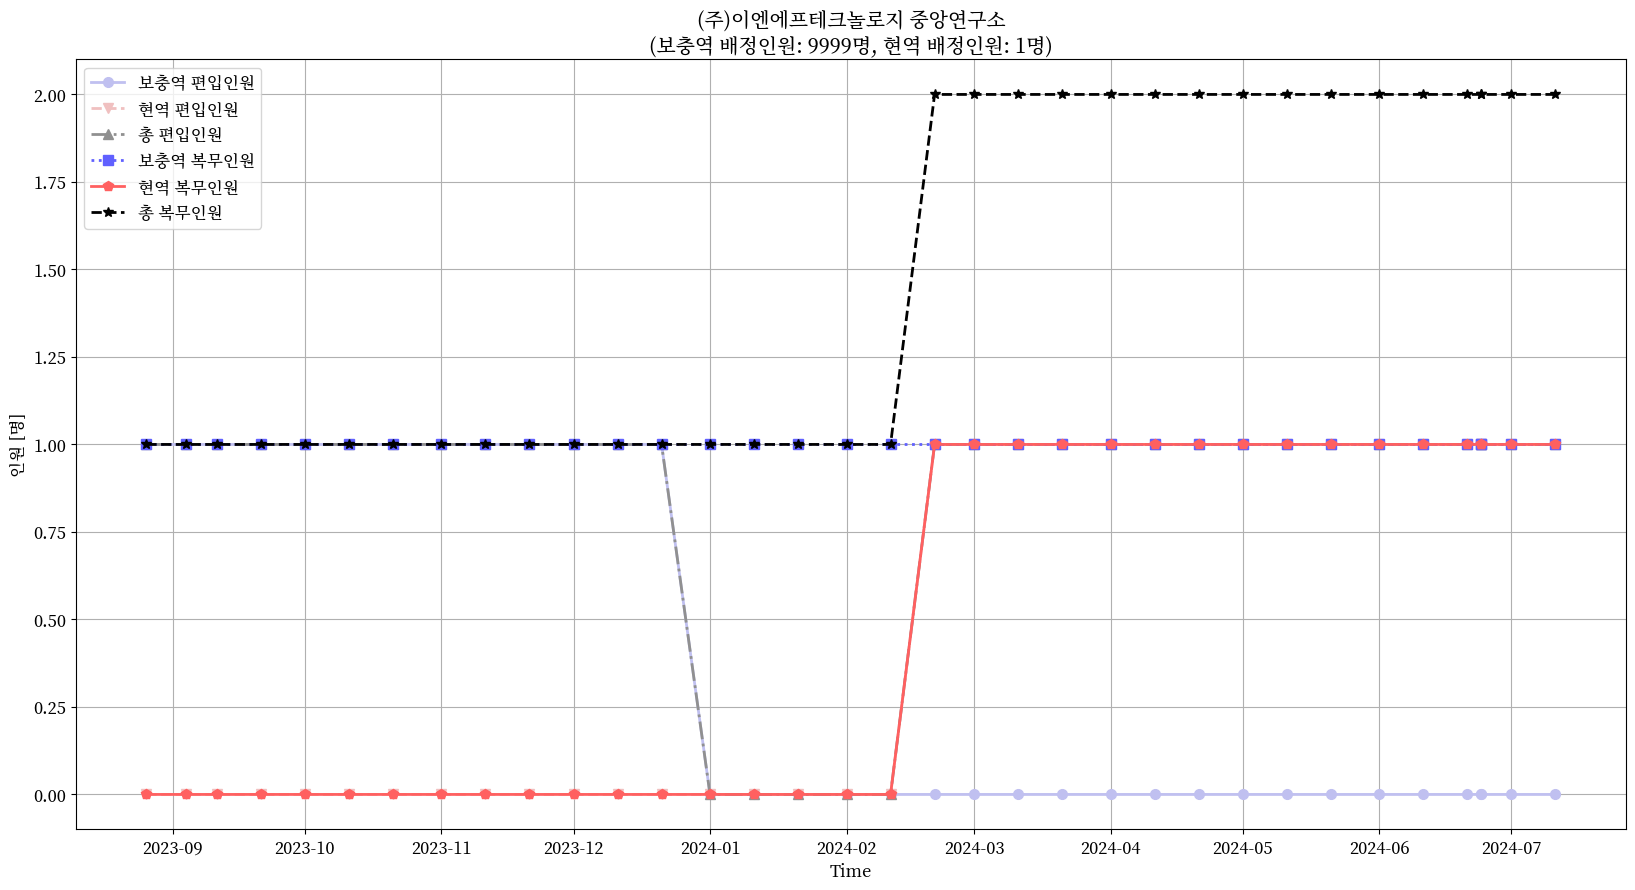 (주)이엔에프테크놀로지 중앙연구소
(보충역 배정인원: 9999명, 현역 배정인원: 1명)
보충역 편입인원
현역 편입인원
총 편입인원
보충역 복무인원
현역 복무인원
총 복무인원
2.00
1.75
1.50
1.25
1.00
0.75
0.50
0.25
0.00
인원 [명]
2023-09 2023-10 2023-11 2023-12 2024-01 2024-02 2024-03 2024-04 2024-05 2024-06 2024-07
Time